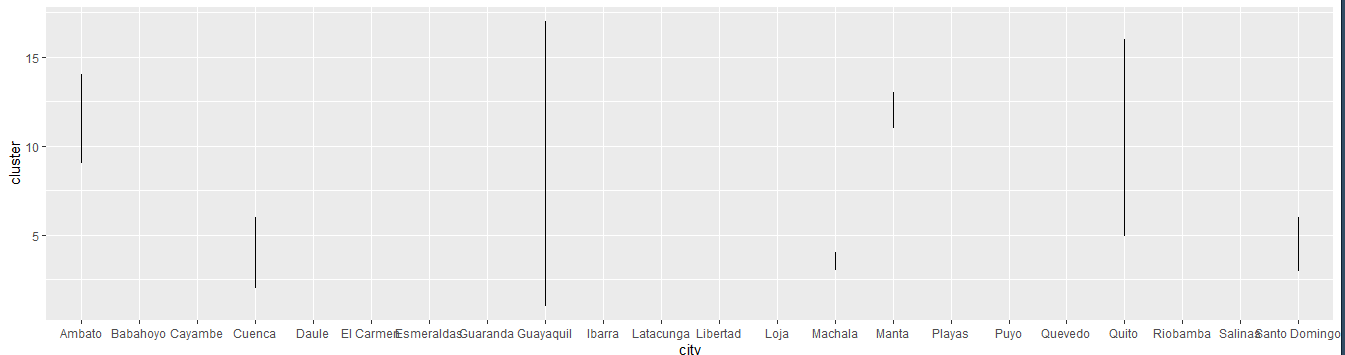 15
10
5
cluster
Ambato Babahoyo Cayambe Cuenca Daule El Carmen Esmeraldas Guaranda Guayaquil Ibarra Latacunga Libertad Loja Machala Manta Playas Puyo Quevedo Quito Riobamba Salinas Santo Domingo
city